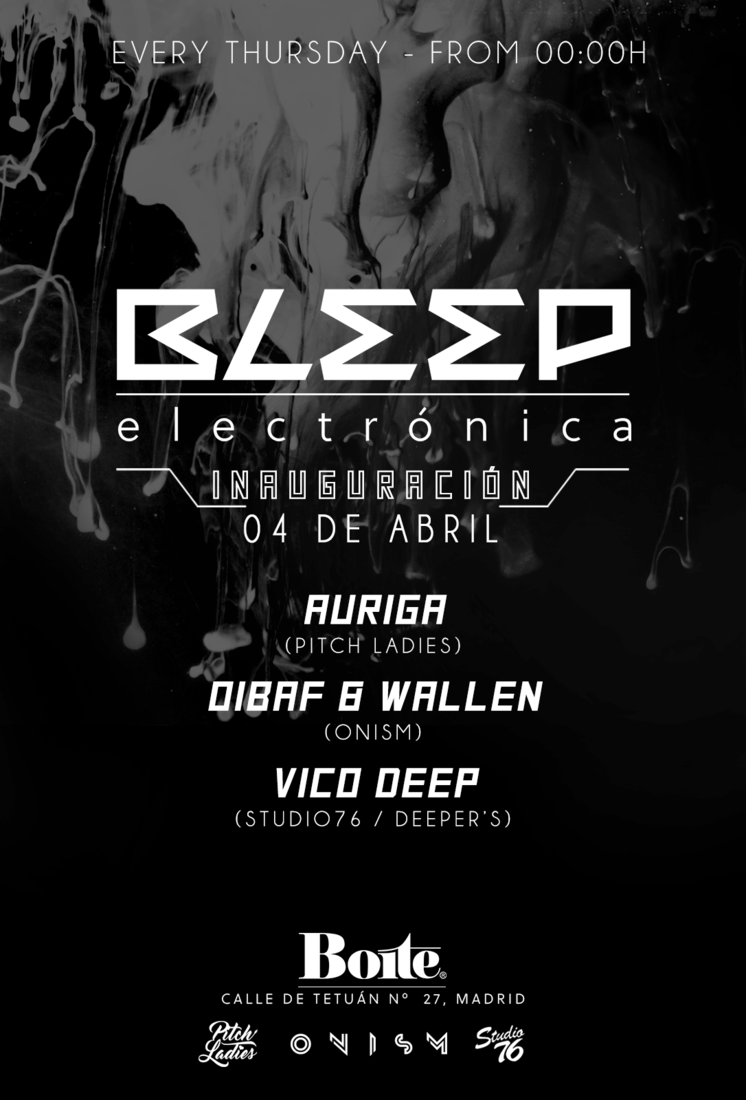 EVERY THURSDAY - FROM 00:00H
BLEEP
electrónica
INAUGURACIÓN
04 DE ABRIL
AURIGA
(PITCH LADIES)
OIBAF & WALLEN
(ONISM)
VICO DEEP
(STUDIO76 / DEEPER'S)
Boite®
CALLE DE TETUÁN Nº 27, MADRID
Pitch Ladies
ONISM
Studio 76